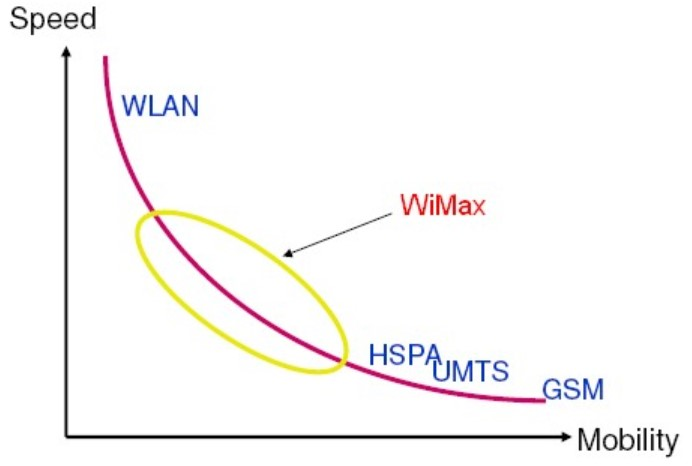 Speed
WLAN
WiMax
HSPA
UMTS
GSM
Mobility